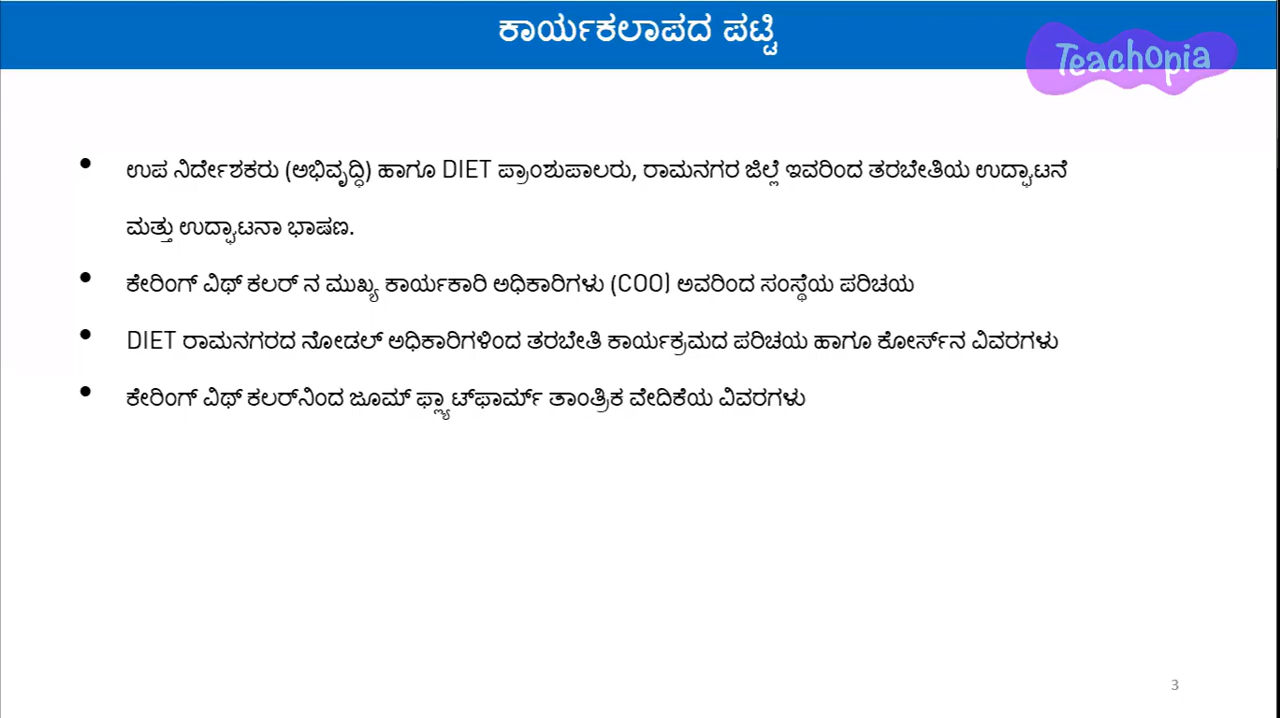 ಕಾರ್ಯಕಲಾಪದ ಪಟ್ಟಿ
Teachopia
• ಉಪ ನಿರ್ದೇಶಕರು (ಅಭಿವೃದ್ಧಿ) ಹಾಗೂ DIET ಪ್ರಾಂಶುಪಾಲರು, ರಾಮನಗರ ಜಿಲ್ಲೆ ಇವರಿಂದ ತರಬೇತಿಯ ಉದ್ಘಾಟನೆ
ಮತ್ತು ಉದ್ಘಾಟನಾ ಭಾಷಣ.
• ಕೇರಿಂಗ್ ವಿಥ್ ಕಲರ್ ನ ಮುಖ್ಯ ಕಾರ್ಯಕಾರಿ ಅಧಿಕಾರಿಗಳು (COO) ಅವರಿಂದ ಸಂಸ್ಥೆಯ ಪರಿಚಯ
• DIET ರಾಮನಗರದ ನೋಡಲ್ ಅಧಿಕಾರಿಗಳಿಂದ ತರಬೇತಿ ಕಾರ್ಯಕ್ರಮದ ಪರಿಚಯ ಹಾಗೂ ಕೋರ್ಸ್‌ನ ವಿವರಗಳು
• ಕೇರಿಂಗ್ ವಿಥ್ ಕಲರ್‌ನಿಂದ ಜೂಮ್ ಫ್ಲ್ಯಾಟ್‌ಫಾರ್ಮ್ ತಾಂತ್ರಿಕ ವೇದಿಕೆಯ ವಿವರಗಳು
3